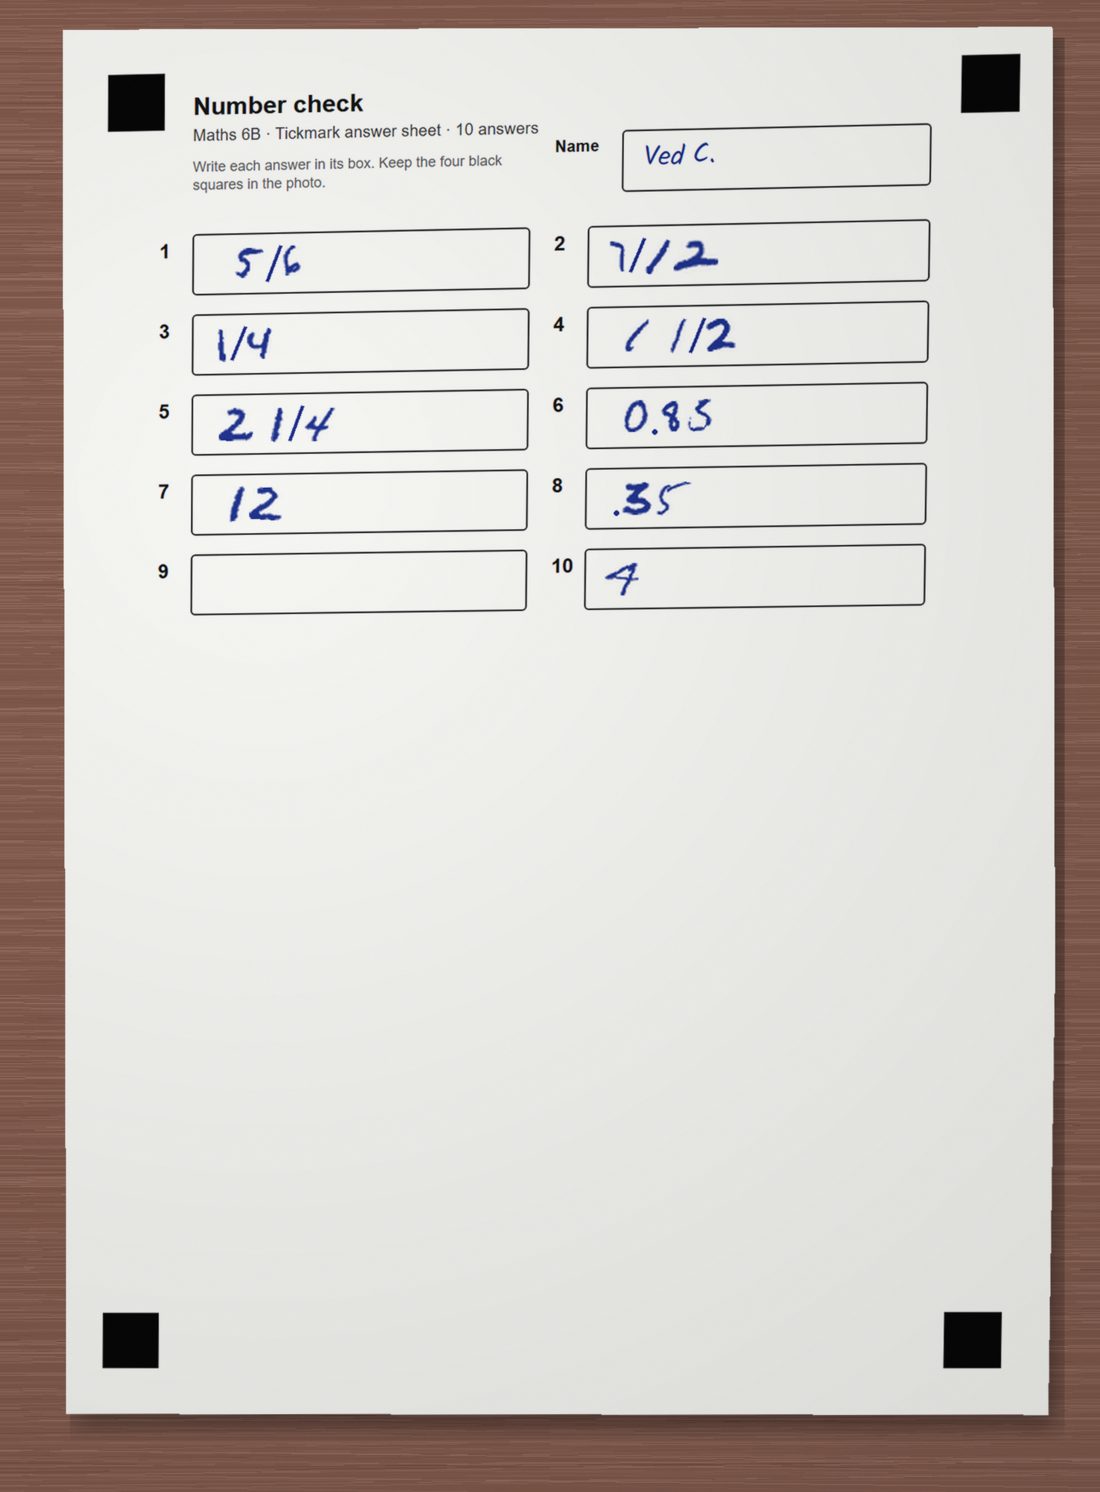 Number check
Maths 6B · Tickmark answer sheet · 10 answers
Write each answer in its box. Keep the four black
squares in the photo.
Name Ved C.
1 5/6
2 7/12
3 1/4
4 1 1/2
5 2 1/4
6 0.85
7 12
8 .35
9
10 4